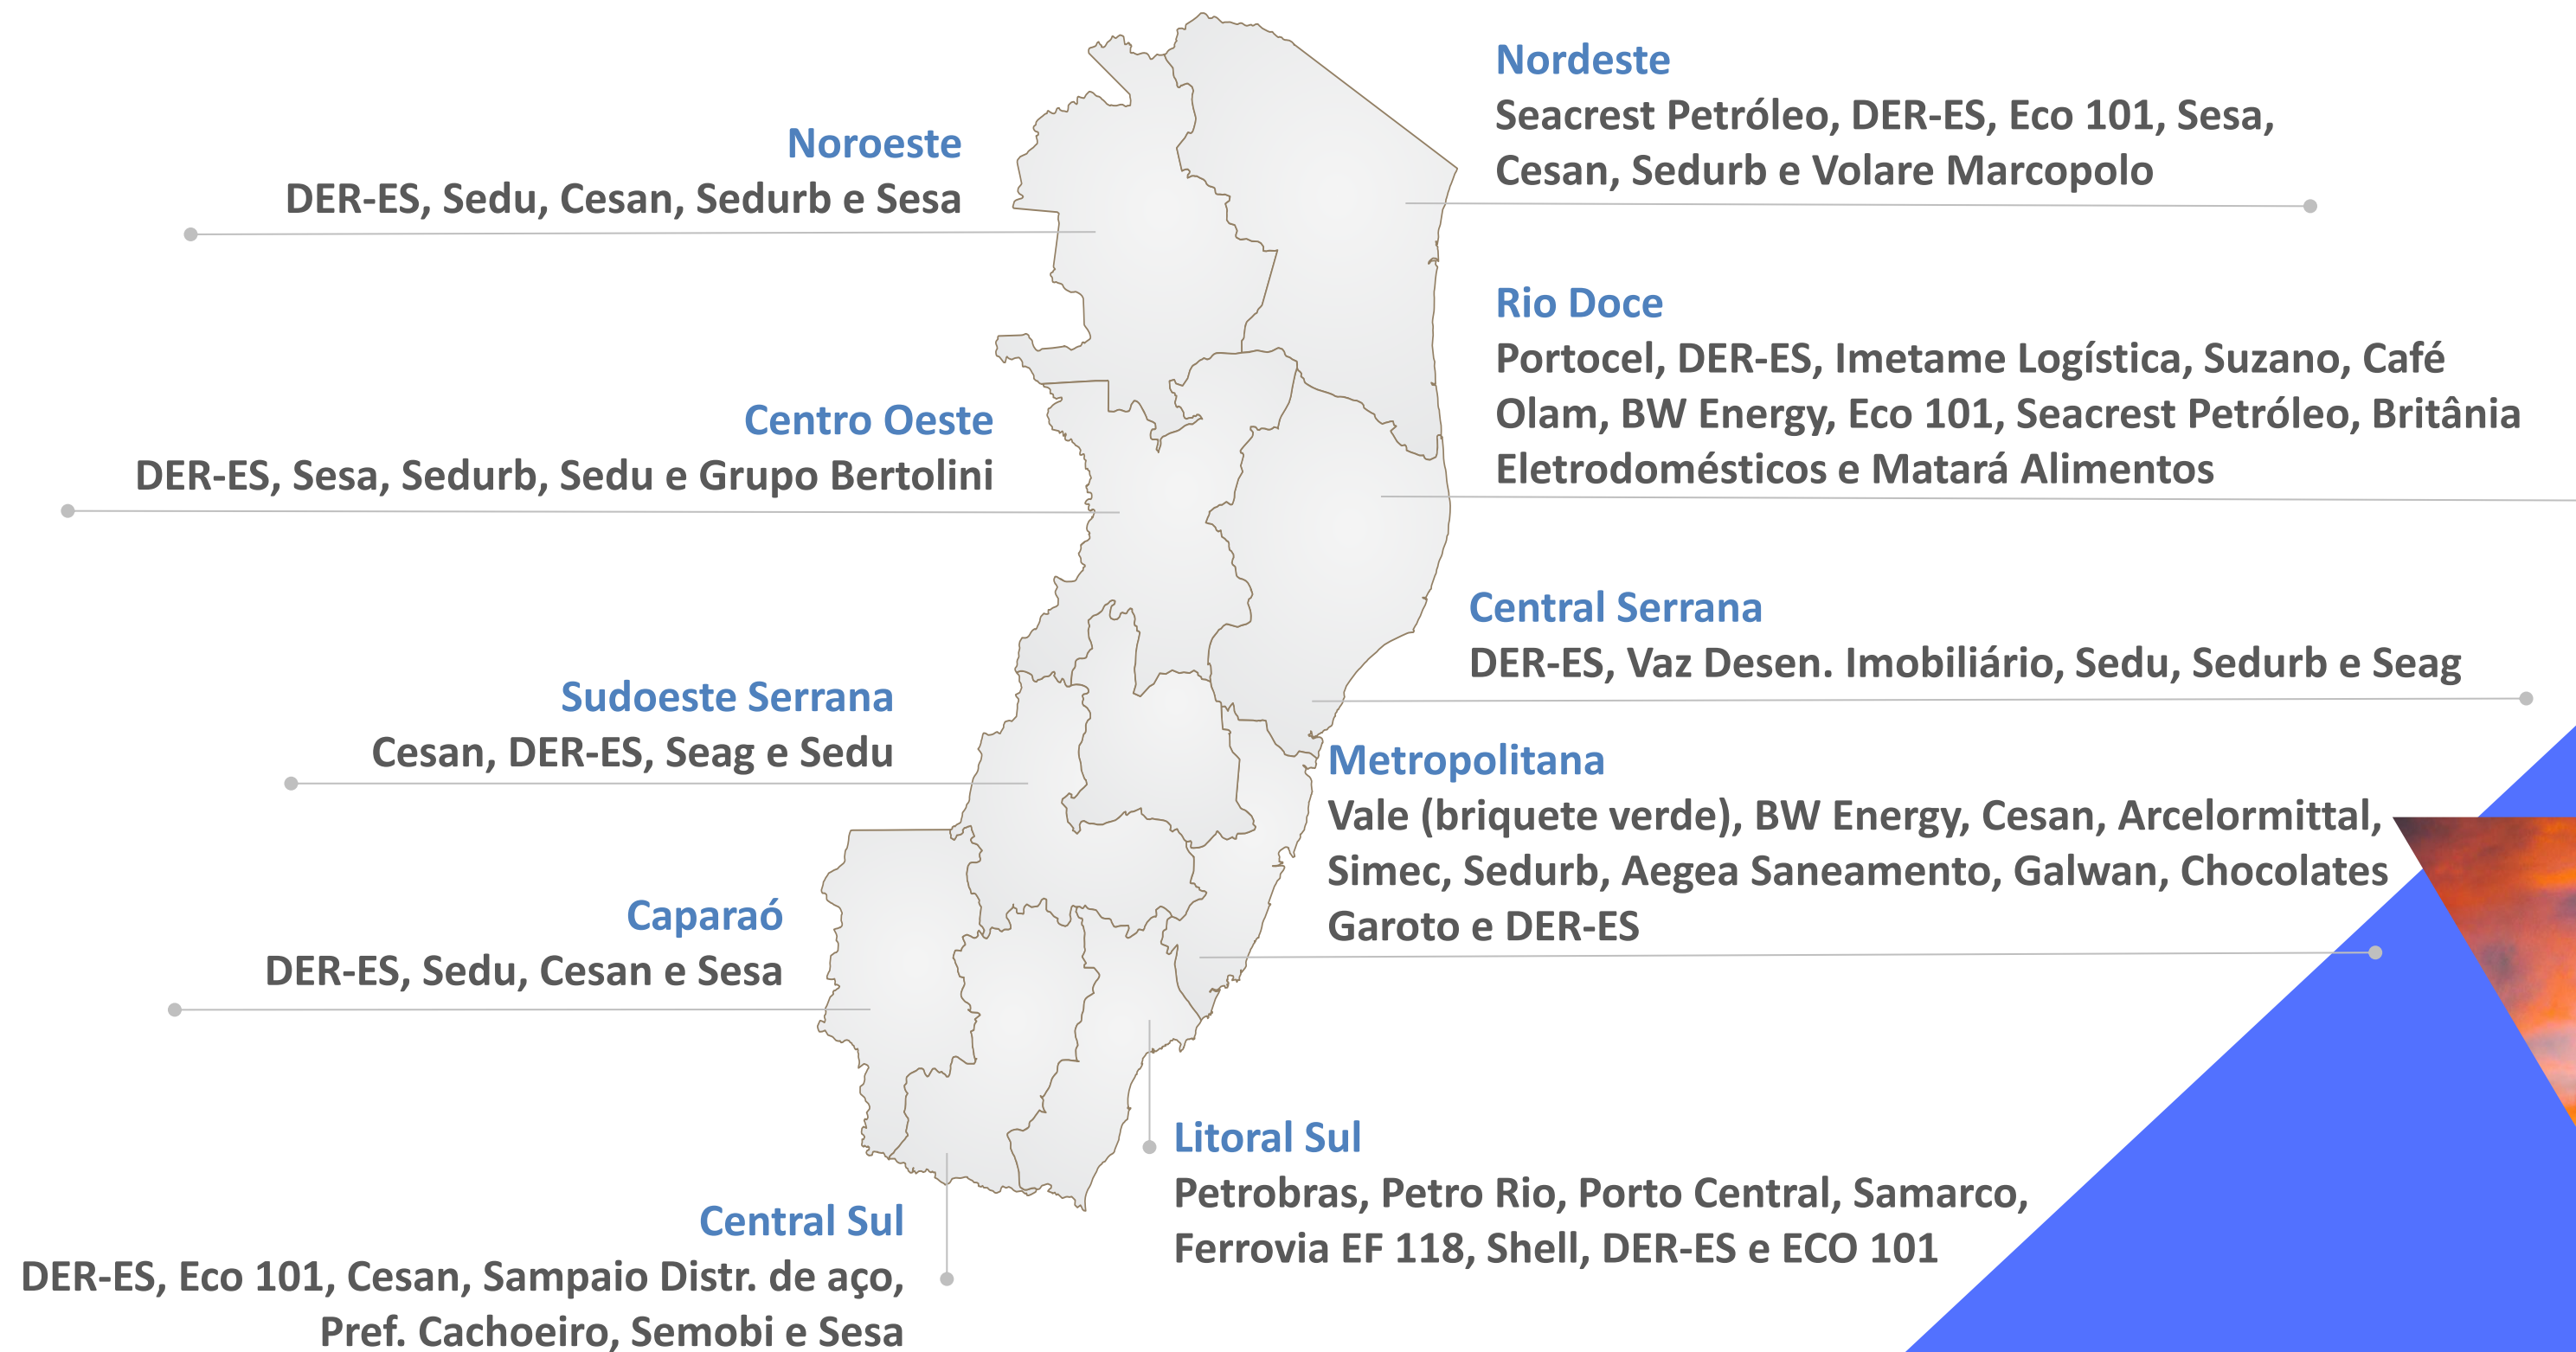 Nordeste
Seacrest Petróleo, DER-ES, Eco 101, Sesa,
Cesan, Sedurb e Volare Marcopolo
Noroeste
DER-ES, Sedu, Cesan, Sedurb e Sesa
Rio Doce
Portocel, DER-ES, Imetame Logística, Suzano, Café
Olam, BW Energy, Eco 101, Seacrest Petróleo, Britânia
Eletrodomésticos e Matará Alimentos
Centro Oeste
DER-ES, Sesa, Sedurb, Sedu e Grupo Bertolini
Central Serrana
DER-ES, Vaz Desen. Imobiliário, Sedu, Sedurb e Seag
Sudoeste Serrana
Cesan, DER-ES, Seag e Sedu
Metropolitana
Vale (briquete verde), BW Energy, Cesan, Arcelormittal,
Simec, Sedurb, Aegea Saneamento, Galwan, Chocolates
Garoto e DER-ES
Caparaó
DER-ES, Sedu, Cesan e Sesa
Litoral Sul
Petrobras, Petro Rio, Porto Central, Samarco,
Ferrovia EF 118, Shell, DER-ES e ECO 101
Central Sul
DER-ES, Eco 101, Cesan, Sampaio Distr. de aço,
Pref. Cachoeiro, Semobi e Sesa